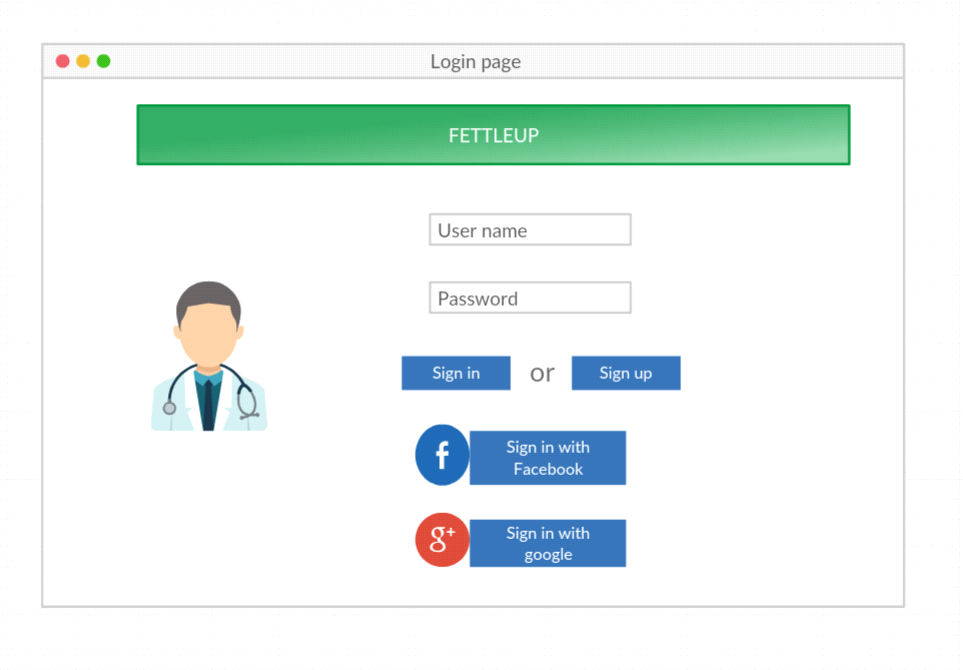 Login page
FETTLEUP
User name
Password
Sign in or Sign up
f
Sign in with
Facebook
g+
Sign in with
google